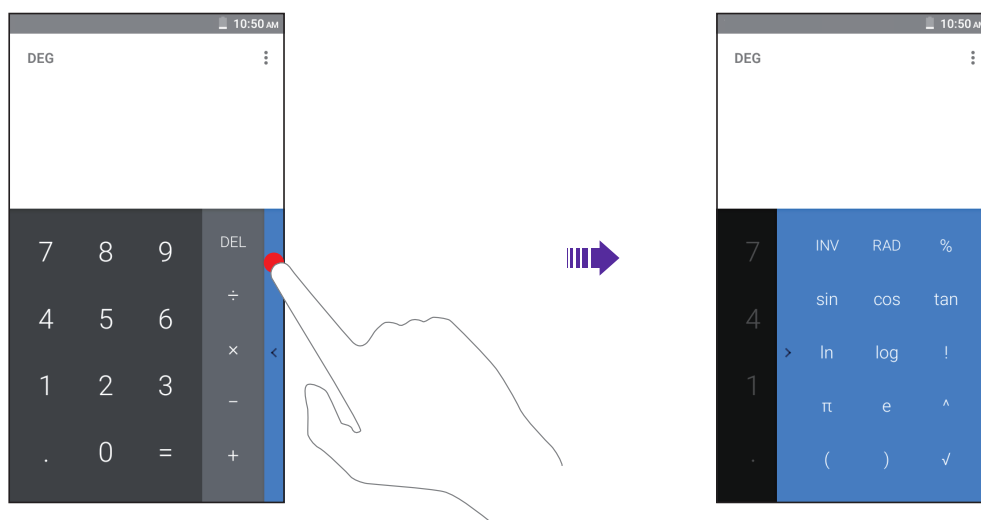 10:50 AM
DEG
7 8 9 DEL
÷
4 5 6
×
1 2 3 <
−
. 0 = +
10:50 AM
DEG
7 INV RAD %
sin cos tan
4
> ln log !
1
π e ^
. ( ) √